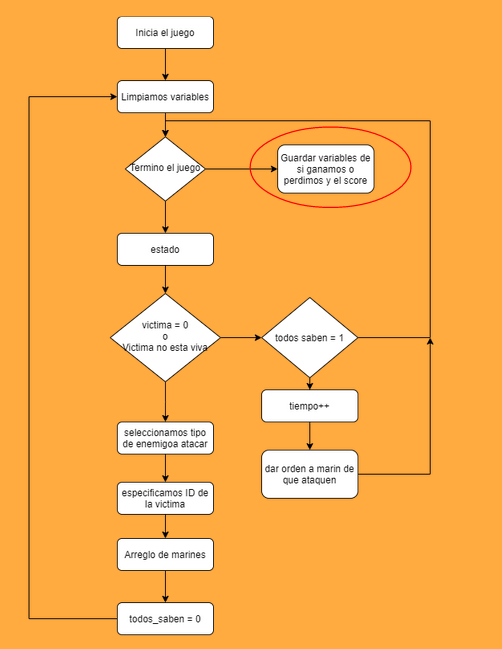 Inicia el juego
Limpiamos variables
Termino el juego
Guardar variables de
si ganamos o
perdimos y el score
estado
victima = 0
o
Victima no esta viva
todos saben = 1
tiempo++
seleccionamos tipo
de enemigoa atacar
dar orden a marin de
que ataquen
especificamos ID de
la victima
Arreglo de marines
todos_saben = 0